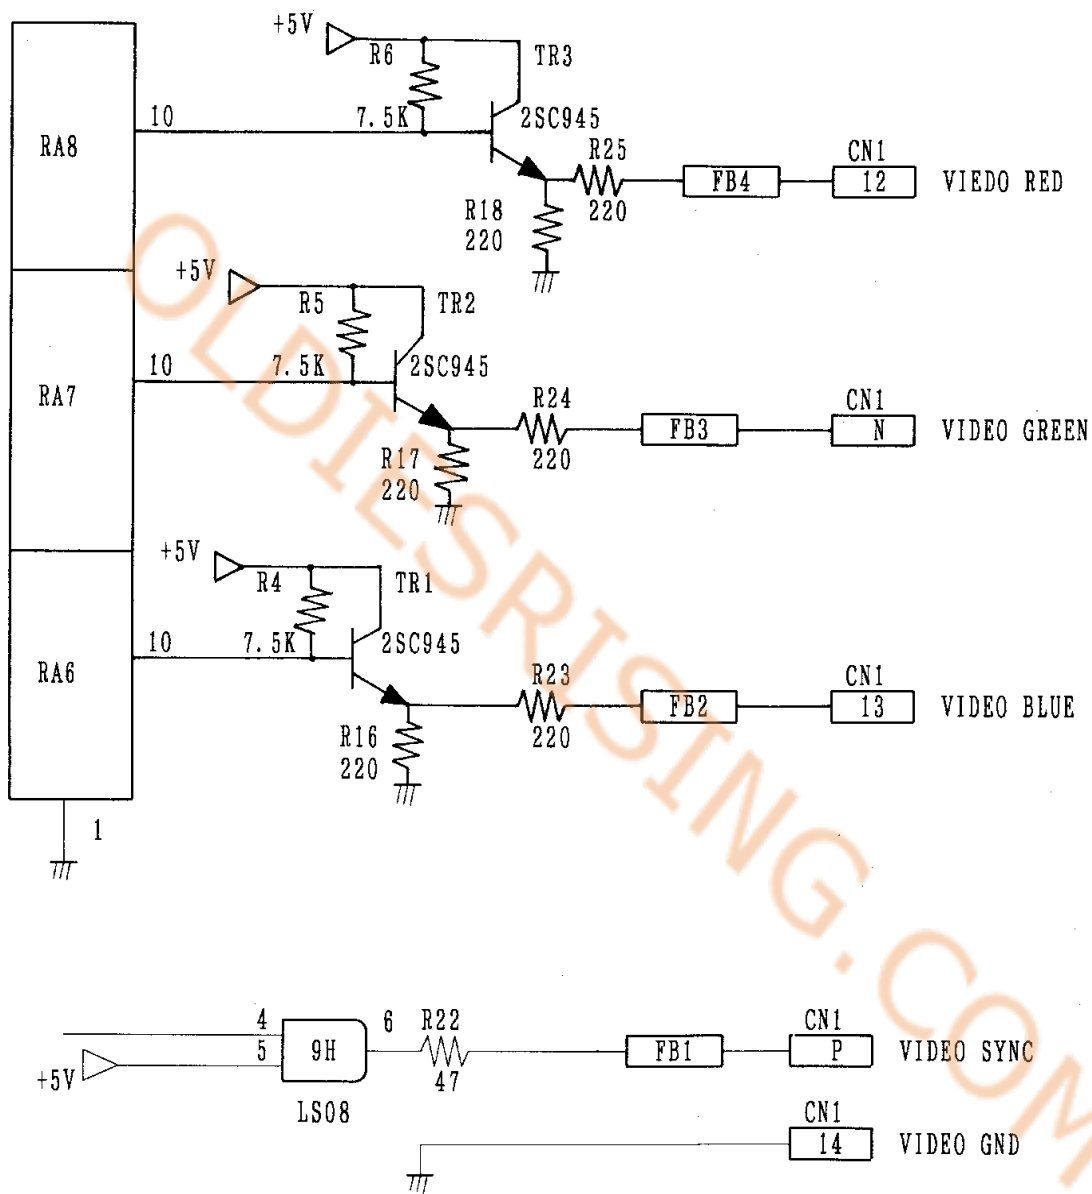 +5V
R6
TR3
10
7.5K
2SC945
RA8
R25
CN1
FB4
12
VIEDO RED
R18
220
220
+5V
R5
TR2
10
7.5K
2SC945
RA7
R24
CN1
FB3
N
VIDEO GREEN
R17
220
220
+5V
R4
TR1
10
7.5K
2SC945
RA6
R23
CN1
FB2
13
VIDEO BLUE
R16
220
220
1
4
6
R22
CN1
5
9H
FB1
P
VIDEO SYNC
+5V
47
LS08
CN1
14
VIDEO GND
OLDIESRISING.COM